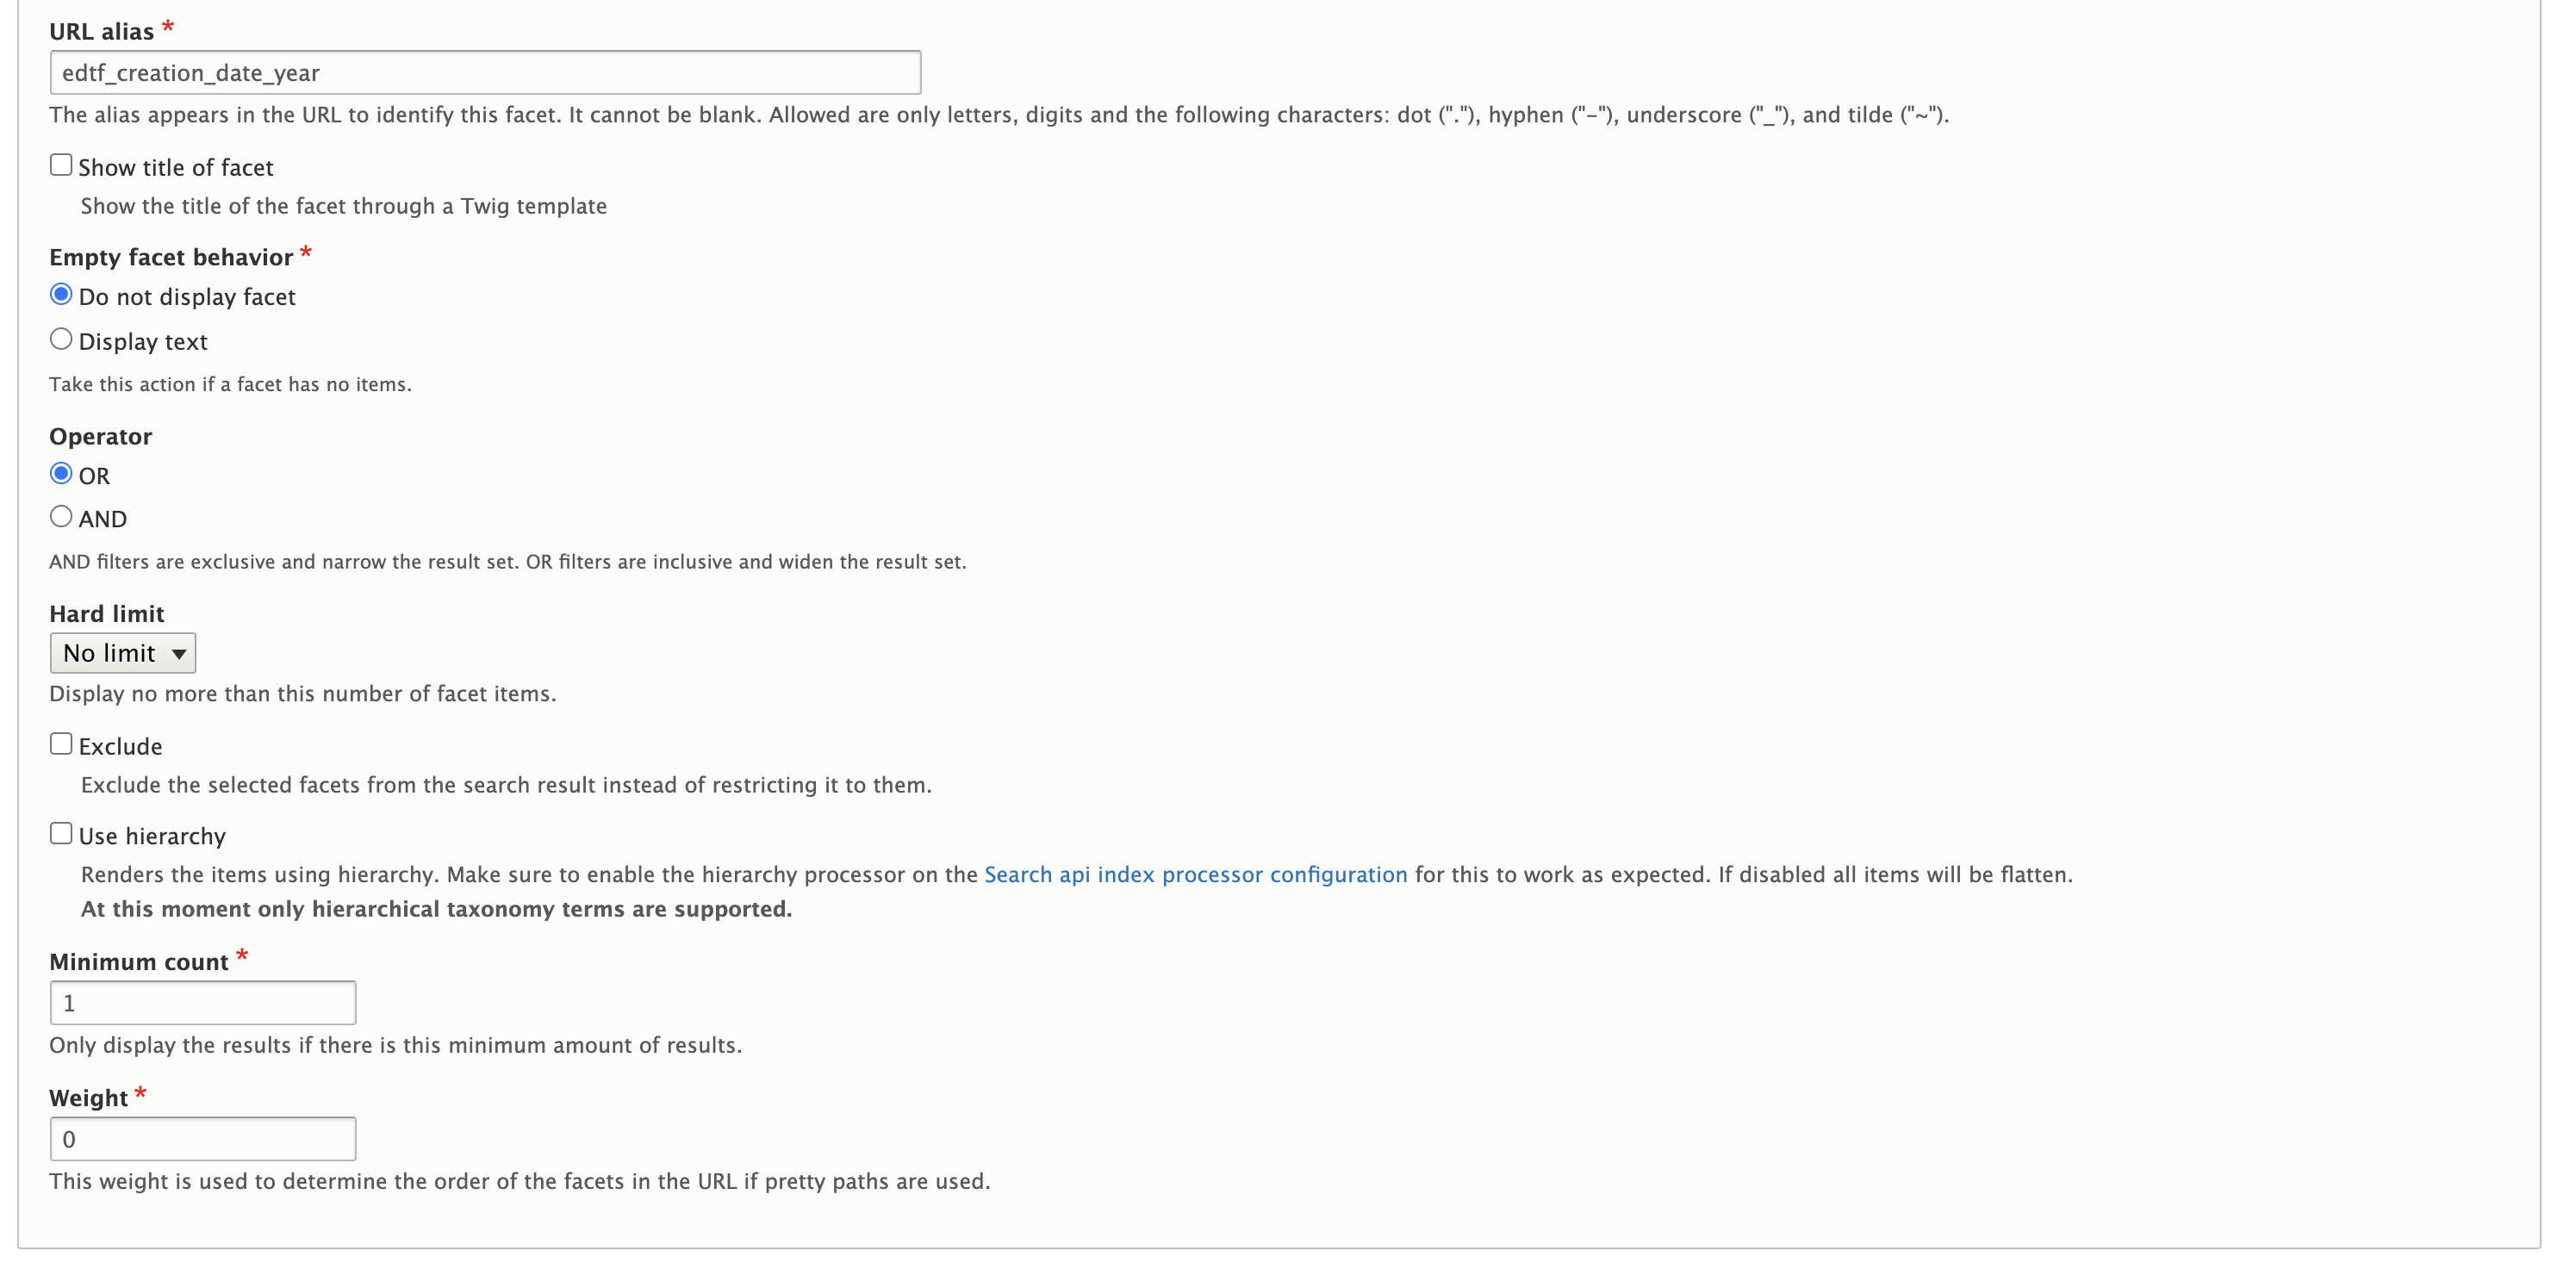 URL alias *
edtf_creation_date_year
The alias appears in the URL to identify this facet. It cannot be blank. Allowed are only letters, digits and the following characters: dot ("."), hyphen ("-"), underscore ("_"), and tilde ("~").
Show title of facet
Show the title of the facet through a Twig template
Empty facet behavior *
Do not display facet
Display text
Take this action if a facet has no items.
Operator
OR
AND
AND filters are exclusive and narrow the result set. OR filters are inclusive and widen the result set.
Hard limit
No limit
Display no more than this number of facet items.
Exclude
Exclude the selected facets from the search result instead of restricting it to them.
Use hierarchy
Renders the items using hierarchy. Make sure to enable the hierarchy processor on the Search api index processor configuration for this to work as expected. If disabled all items will be flatten.
At this moment only hierarchical taxonomy terms are supported.
Minimum count *
1
Only display the results if there is this minimum amount of results.
Weight *
0
This weight is used to determine the order of the facets in the URL if pretty paths are used.